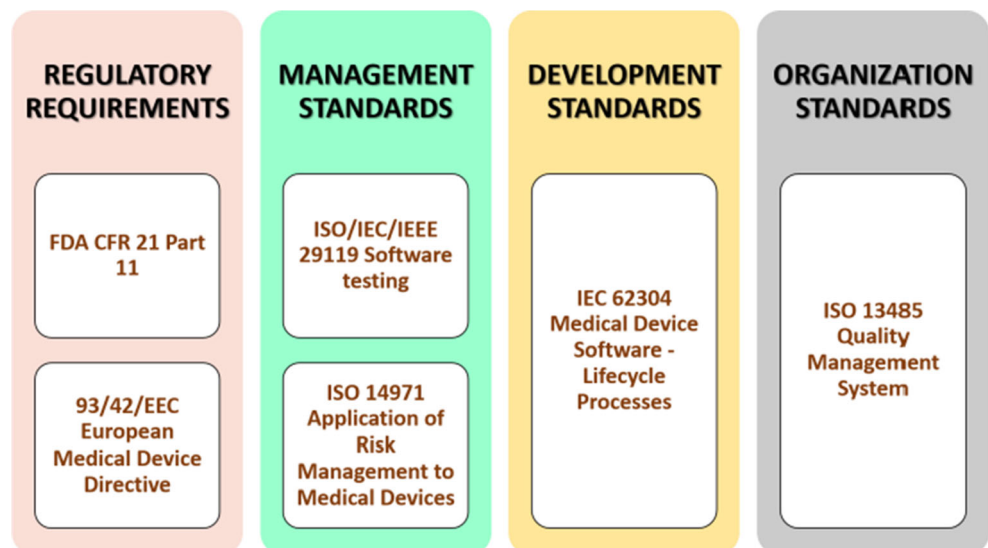 REGULATORY
REQUIREMENTS
FDA CFR 21 Part
11
93/42/EEC
European
Medical Device
Directive
MANAGEMENT
STANDARDS
ISO/IEC/IEEE
29119 Software
testing
ISO 14971
Application of
Risk
Management to
Medical Devices
DEVELOPMENT
STANDARDS
IEC 62304
Medical Device
Software -
Lifecycle
Processes
ORGANIZATION
STANDARDS
ISO 13485
Quality
Management
System